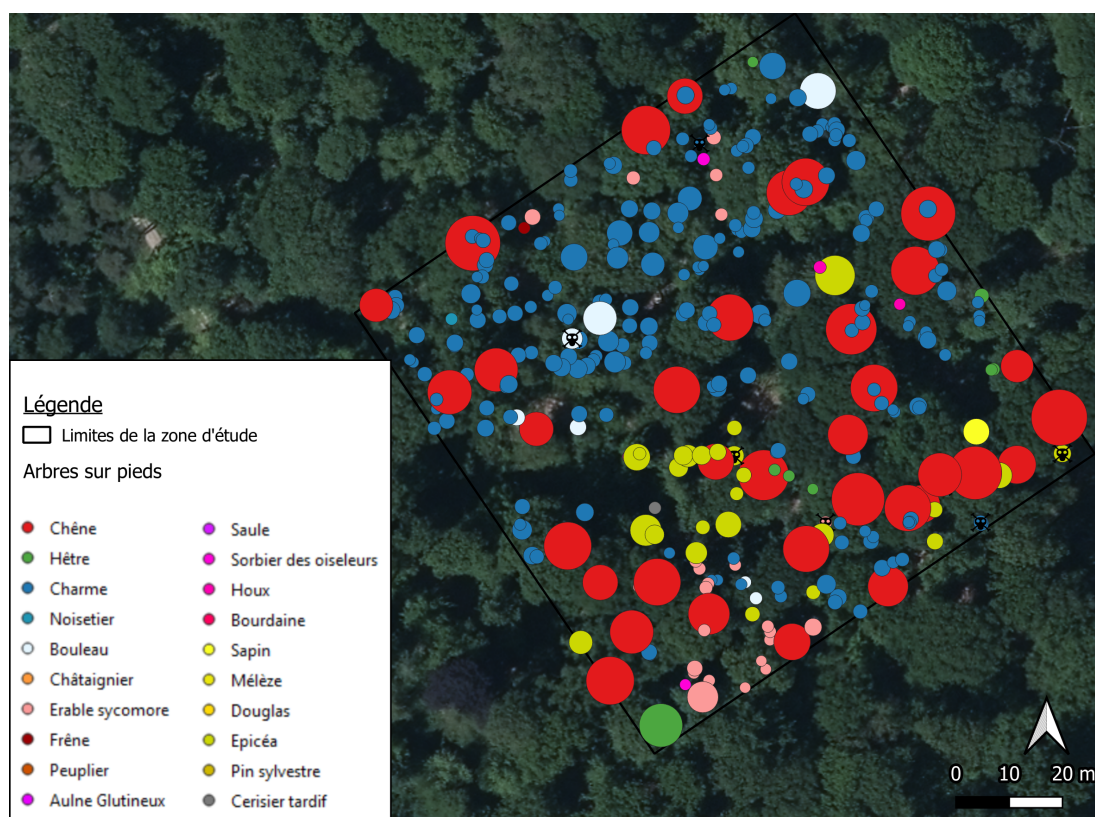 Légende
Limites de la zone d'étude
Arbres sur pieds
Chêne
Hêtre
Charme
Noisetier
Bouleau
Châtaignier
Erable sycomore
Frêne
Peuplier
Aulne Glutineux
Saule
Sorbier des oiseleurs
Houx
Bourdaine
Sapin
Mélèze
Douglas
Epicéa
Pin sylvestre
Cerisier tardif
0 10 20 m